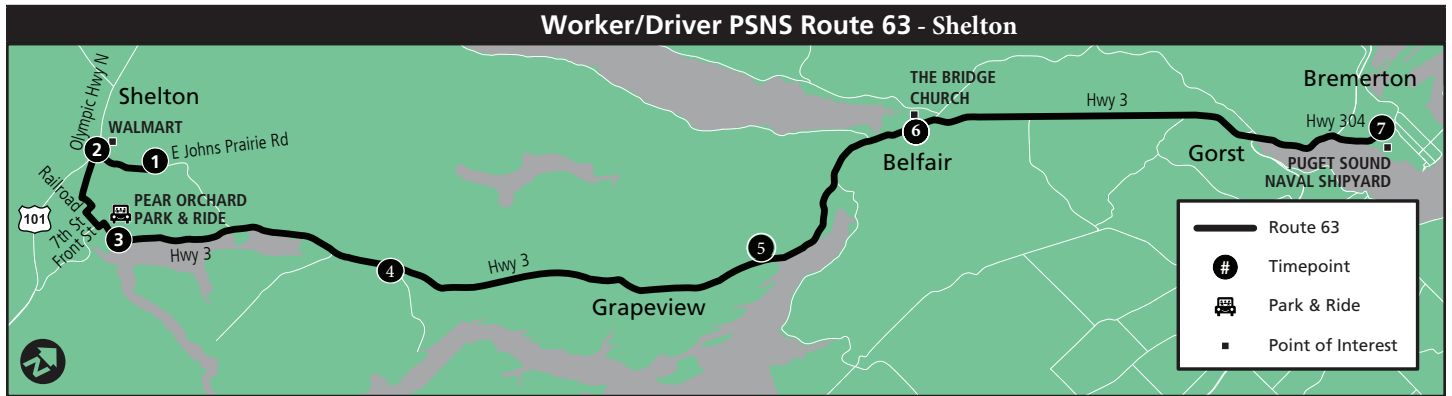 Worker/Driver PSNS Route 63 - Shelton
Olympic Hwy N
Shelton
WALMART
2
1
E Johns Prairie Rd
Railroad
101
7th St
Front St
PEAR ORCHARD
PARK & RIDE
3
Hwy 3
4
Hwy 3
Grapeview
5
THE BRIDGE
CHURCH
6
Belfair
Hwy 3
Gorst
Bremerton
Hwy 304
7
PUGET SOUND
NAVAL SHIPYARD
N
Route 63
# Timepoint
Park & Ride
Point of Interest